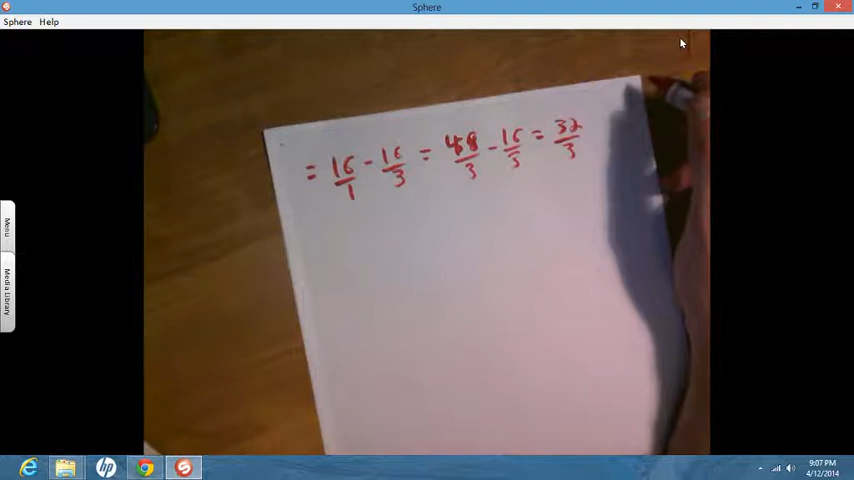 Sphere
Sphere Help
= 16/1 - 16/3 = 48/3 - 16/3 = 32/3
Menu
Media Library
9:07 PM
4/12/2014